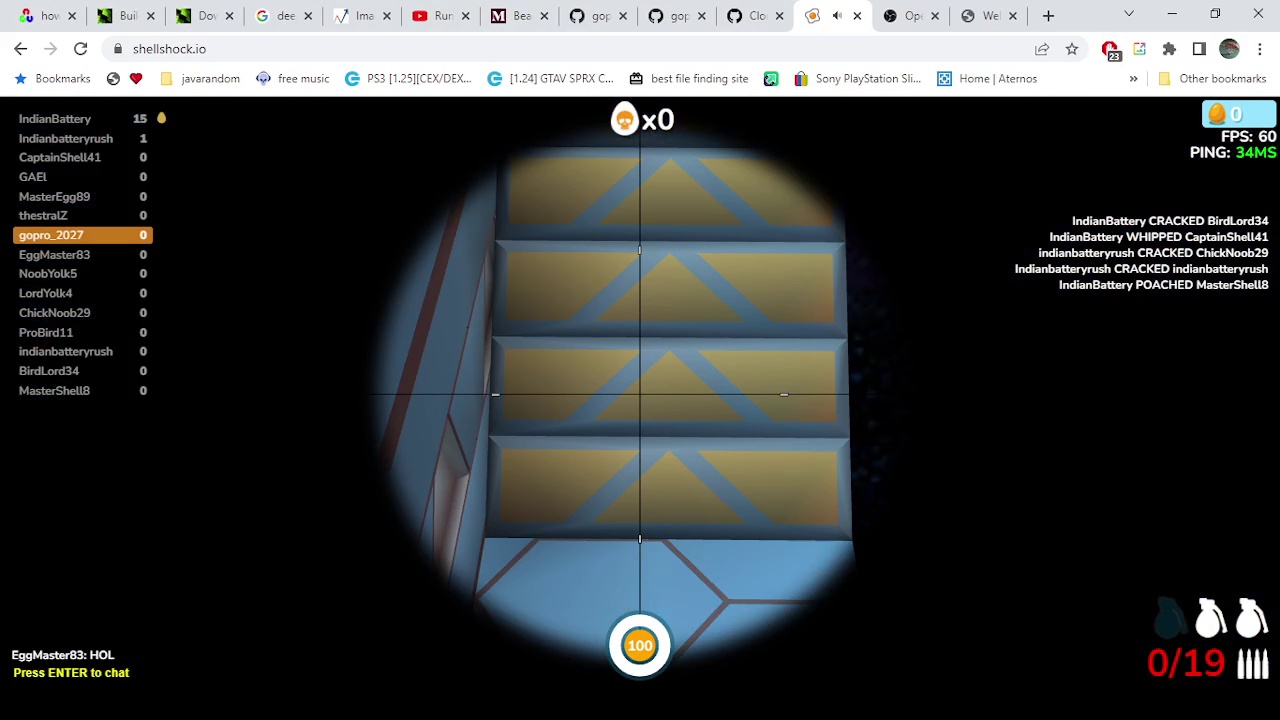 how
Buil
Dov
dee
Ima
Run
Bea
gop
gop
Clo
Ope
Wel
shellshock.io
23
Bookmarks
javarandom
free music
PS3 [1.25][CEX/DEX...
[1.24] GTAV SPRX C...
best file finding site
Sony PlayStation Sli...
Home | Aternos
»
Other bookmarks
IndianBattery 15
Indianbatteryrush 1
CaptainShell41 0
GAEl 0
MasterEgg89 0
thestralZ 0
gopro_2027 0
EggMaster83 0
NoobYolk5 0
LordYolk4 0
ChickNoob29 0
ProBird11 0
indianbatteryrush 0
BirdLord34 0
MasterShell8 0
x0
0
FPS: 60
PING: 34MS
IndianBattery CRACKED BirdLord34
IndianBattery WHIPPED CaptainShell41
indianbatteryrush CRACKED ChickNoob29
Indianbatteryrush CRACKED indianbatteryrush
IndianBattery POACHED MasterShell8
EggMaster83: HOL
Press ENTER to chat
100
0/19